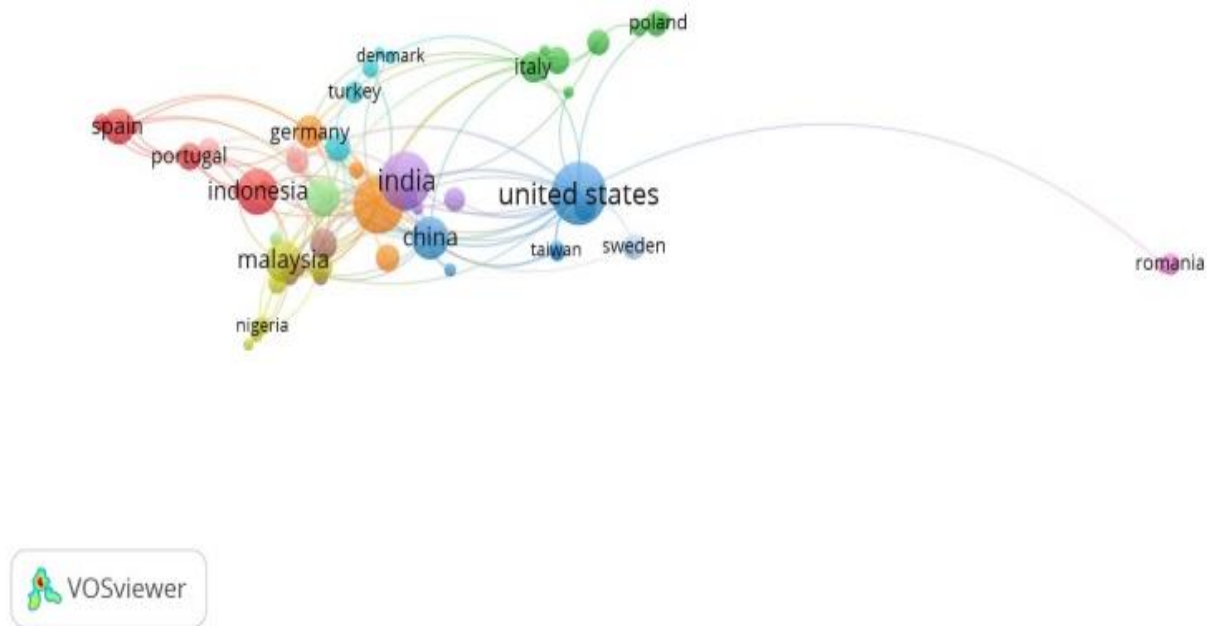 poland
denmark
italy
turkey
spain
germany
portugal
india
indonesia
united states
china
sweden
taiwan
malaysia
romania
nigeria
VOSviewer